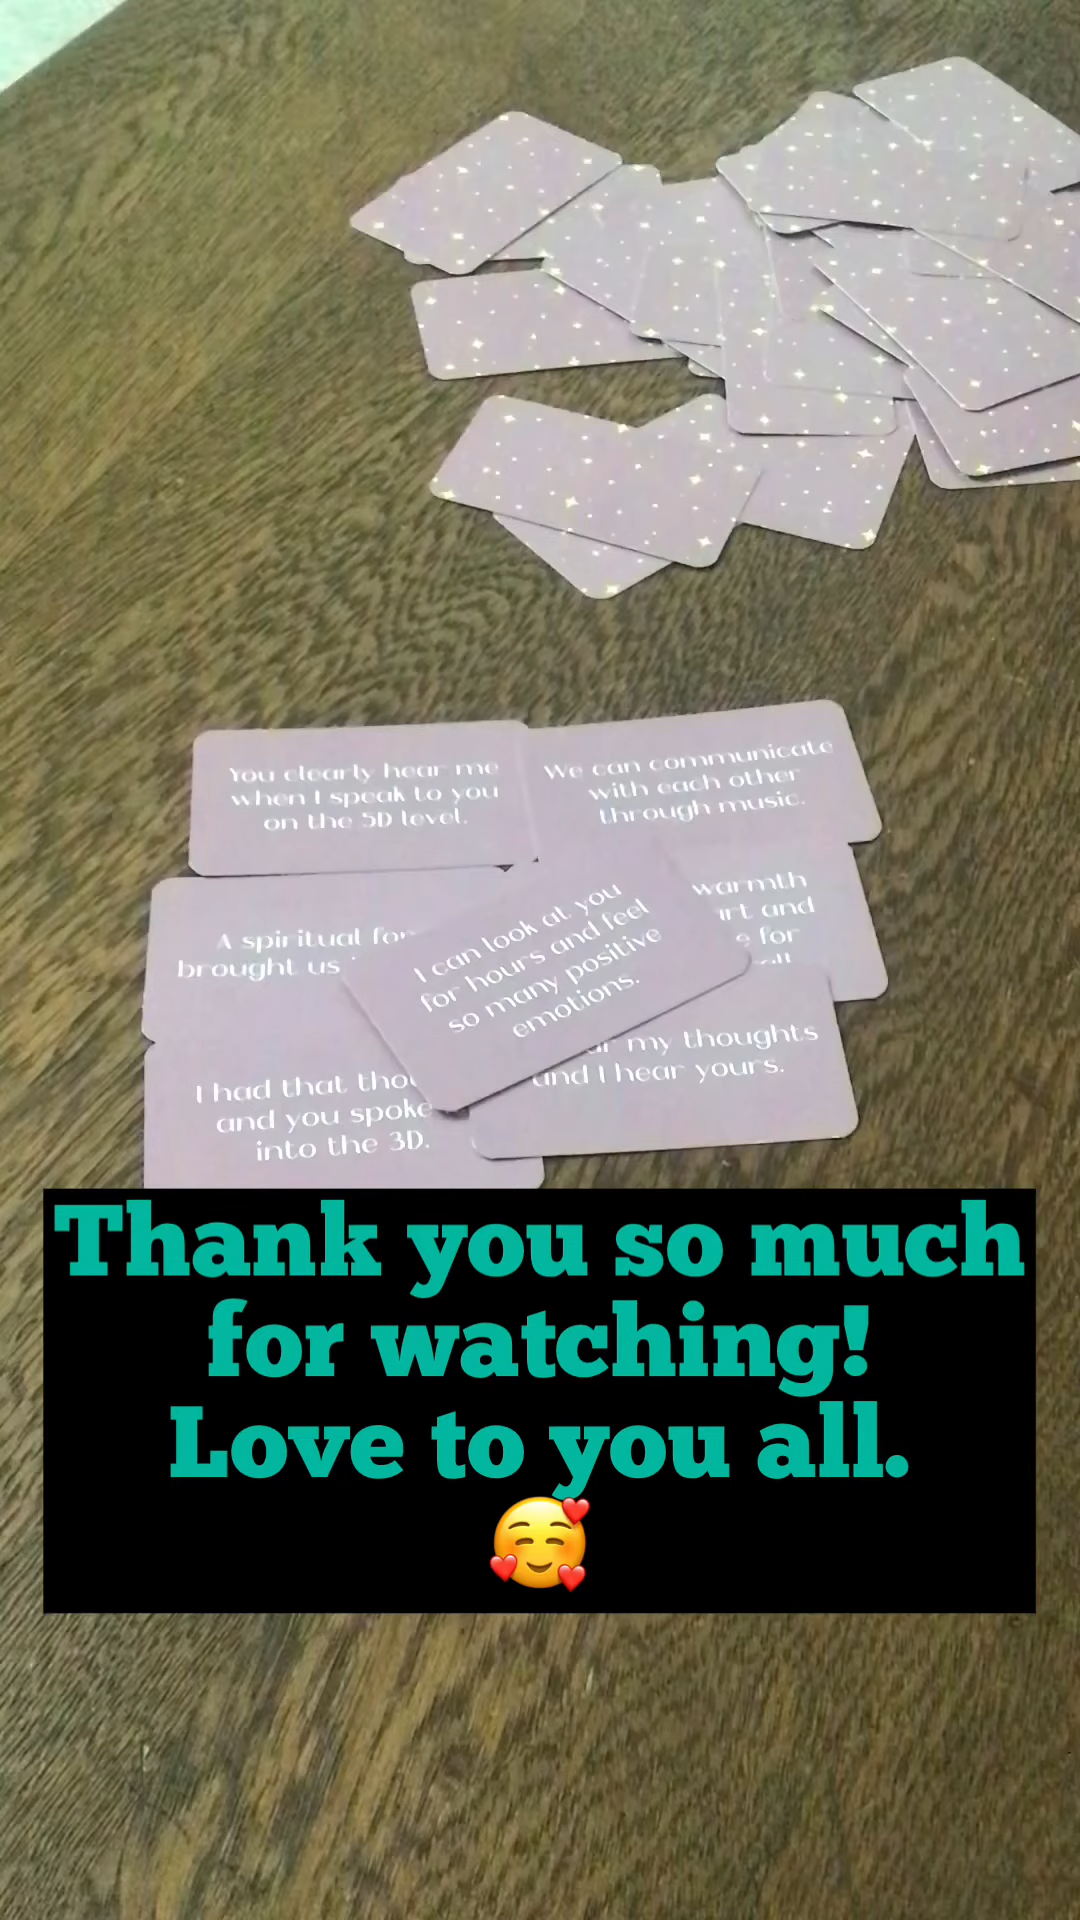 You clearly hear me
when I speak to you
on the 5D level.
We can communicate
with each other
through music.
A spiritual
brought us
warmth
and
for
I can look at you
for hours and feel
so many positive
emotions.
my thoughts
and I hear yours.
I had that
and you spoke
into the 3D.
Thank you so much
for watching!
Love to you all.
🥰